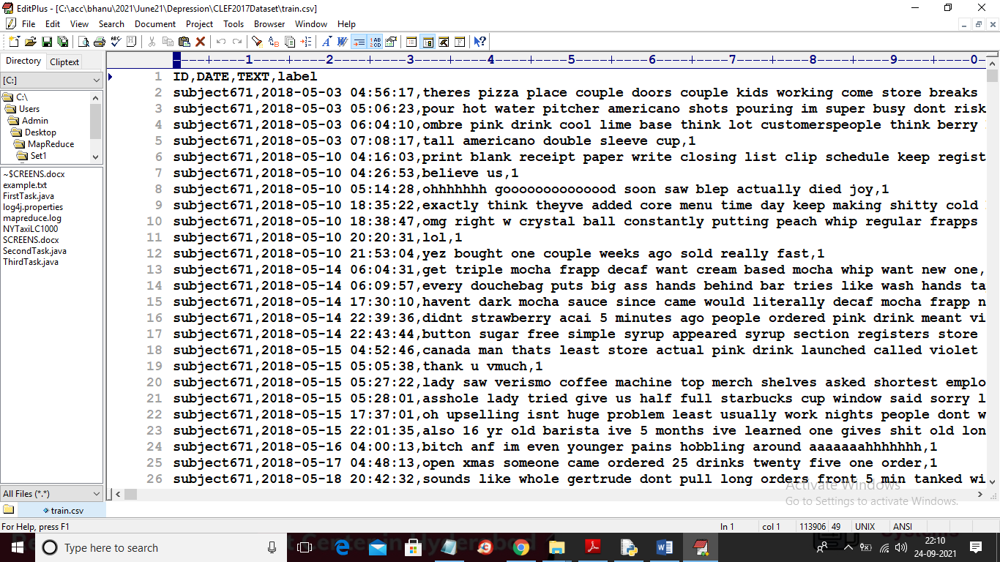 EditPlus - [C:\acc\bhanu\2021\June21\Depression\CLEF2017Dataset\train.csv]
File Edit View Search Document Project Tools Browser Window Help
Directory Cliptext
[C:]
C:\
Users
Admin
Desktop
MapReduce
Set1
~$CREENS.docx
example.txt
FirstTask.java
log4j.properties
mapreduce.log
NYTaxiLC1000
SCREENS.docx
SecondTask.java
ThirdTask.java
All Files (*.*)
----+----1----+----2----+----3----+----4----+----5----+----6----+----7----+----8----+----9----+----0-
1 ID,DATE,TEXT,label
2 subject671,2018-05-03 04:56:17,theres pizza place couple doors couple kids working come store breaks
3 subject671,2018-05-03 05:06:23,pour hot water pitcher americano shots pouring im super busy dont risk
4 subject671,2018-05-03 06:04:10,ombre pink drink cool lime base think lot customerspeople think berry
5 subject671,2018-05-03 07:08:17,tall americano double sleeve cup,1
6 subject671,2018-05-10 04:16:03,print blank receipt paper write closing list clip schedule keep regist
7 subject671,2018-05-10 04:26:53,believe us,1
8 subject671,2018-05-10 05:14:28,ohhhhhhh gooooooooooooood soon saw blep actually died joy,1
9 subject671,2018-05-10 18:35:22,exactly think theyve added core menu time day keep making shitty cold
10 subject671,2018-05-10 18:38:47,omg right w crystal ball constantly putting peach whip regular frapps
11 subject671,2018-05-10 20:20:31,lol,1
12 subject671,2018-05-10 21:53:04,yez bought one couple weeks ago sold really fast,1
13 subject671,2018-05-14 06:04:31,get triple mocha frapp decaf want cream based mocha whip want new one,
14 subject671,2018-05-14 06:09:57,every douchebag puts big ass hands behind bar tries like wash hands ta
15 subject671,2018-05-14 17:30:10,havent dark mocha sauce since came would literally decaf mocha frapp n
16 subject671,2018-05-14 22:39:36,didnt strawberry acai 5 minutes ago people ordered pink drink meant vi
17 subject671,2018-05-14 22:43:44,button sugar free simple syrup appeared syrup section registers store
18 subject671,2018-05-15 04:52:46,canada man thats least store actual pink drink launched called violet
19 subject671,2018-05-15 05:05:38,thank u vmuch,1
20 subject671,2018-05-15 05:27:22,lady saw verismo coffee machine top merch shelves asked shortest emplo
21 subject671,2018-05-15 05:28:01,asshole lady tried give us half full starbucks cup window said sorry l
22 subject671,2018-05-15 17:37:01,oh upselling isnt huge problem least usually work nights people dont w
23 subject671,2018-05-15 22:01:35,also 16 yr old barista ive 5 months ive learned one gives shit old lon
24 subject671,2018-05-16 04:00:13,bitch anf im even younger pains hobbling around aaaaaaahhhhhhh,1
25 subject671,2018-05-17 04:48:13,open xmas someone came ordered 25 drinks twenty five one order,1
26 subject671,2018-05-18 20:42:32,sounds like whole gertrude dont pull long orders front 5 min tanked wi
Activate Windows
Go to Settings to activate Windows.
train.csv
For Help, press F1 ln 1 col 1 113906 49 UNIX ANSI
Type here to search
22:10
24-09-2021